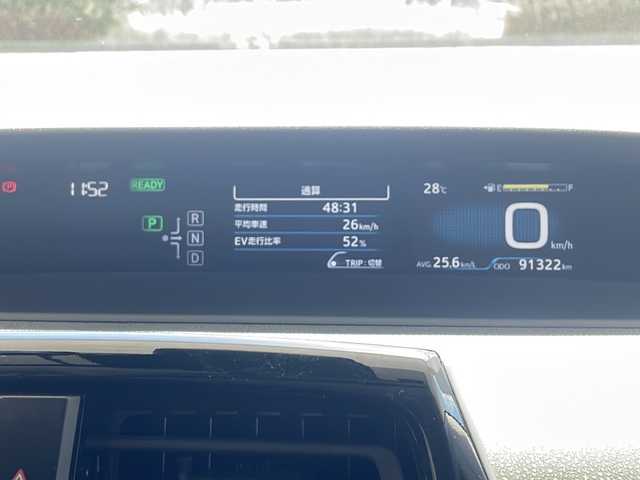 11:52
READY
P
R
N
D
通算
走行時間 48:31
平均車速 26km/h
EV走行比率 52%
TRIP:切替
28℃
E F
0 km/h
AVG. 25.6km/L
ODO 91322km